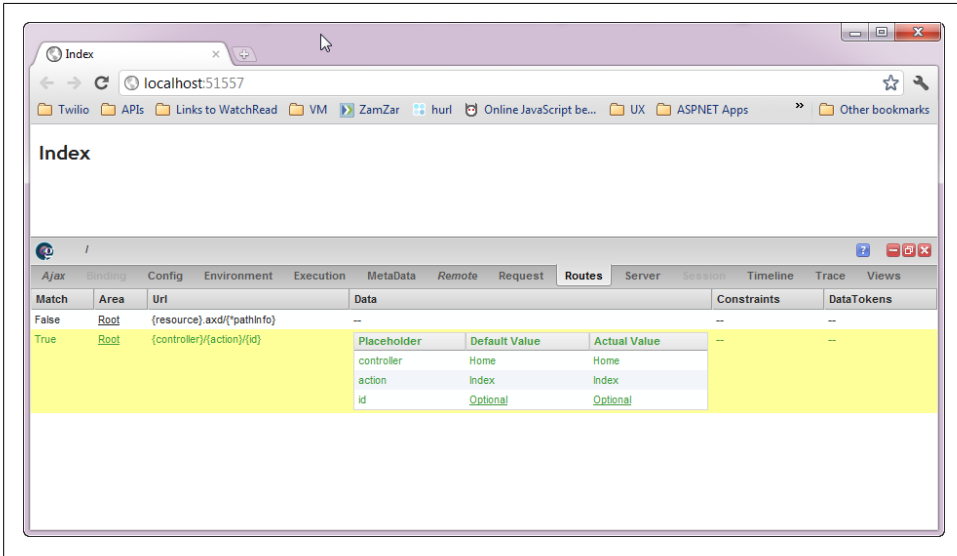 Index
localhost:51557
Twilio APIs Links to WatchRead VM ZamZar hurl Online JavaScript be... UX ASPNET Apps » Other bookmarks
Index
/ ?
Ajax Binding Config Environment Execution MetaData Remote Request Routes Server Session Timeline Trace Views
Match Area Url Data Constraints DataTokens
False Root {resource}.axd/{*pathInfo} -- -- --
True Root {controller}/{action}/{id} Placeholder Default Value Actual Value -- --
controller Home Home
action Index Index
id Optional Optional